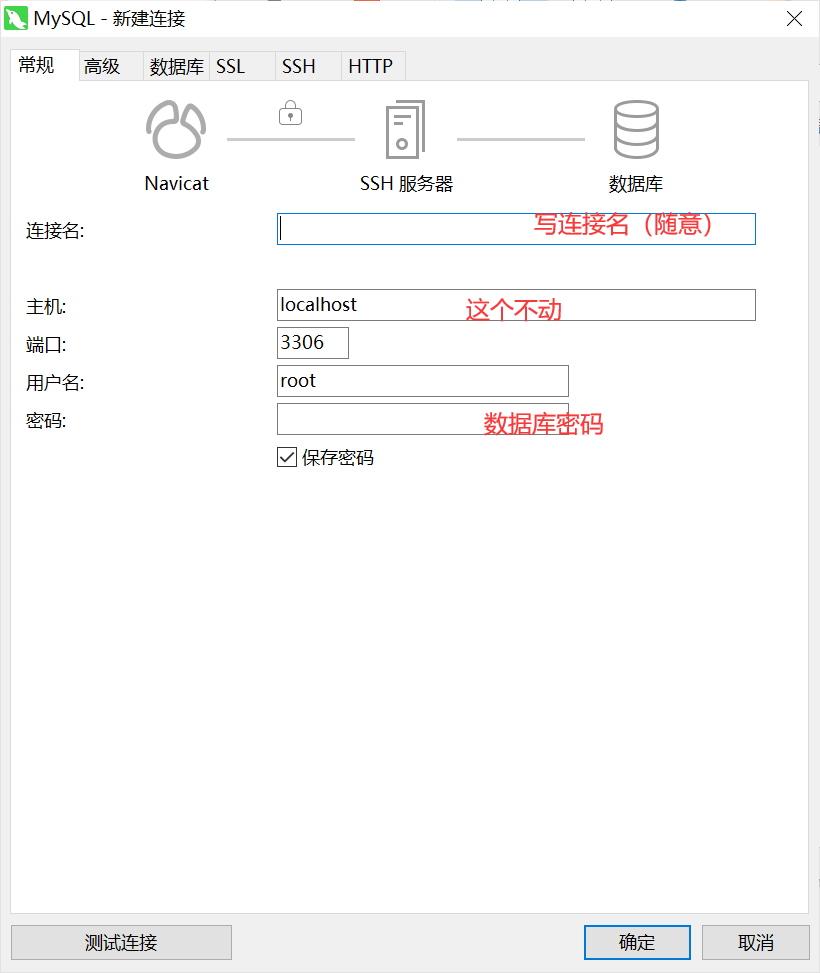 MySQL - 新建连接
常规 高级 数据库 SSL SSH HTTP
Navicat SSH 服务器 数据库
连接名: 写连接名（随意）
主机: localhost 这个不动
端口: 3306
用户名: root
密码: 数据库密码
保存密码
测试连接 确定 取消